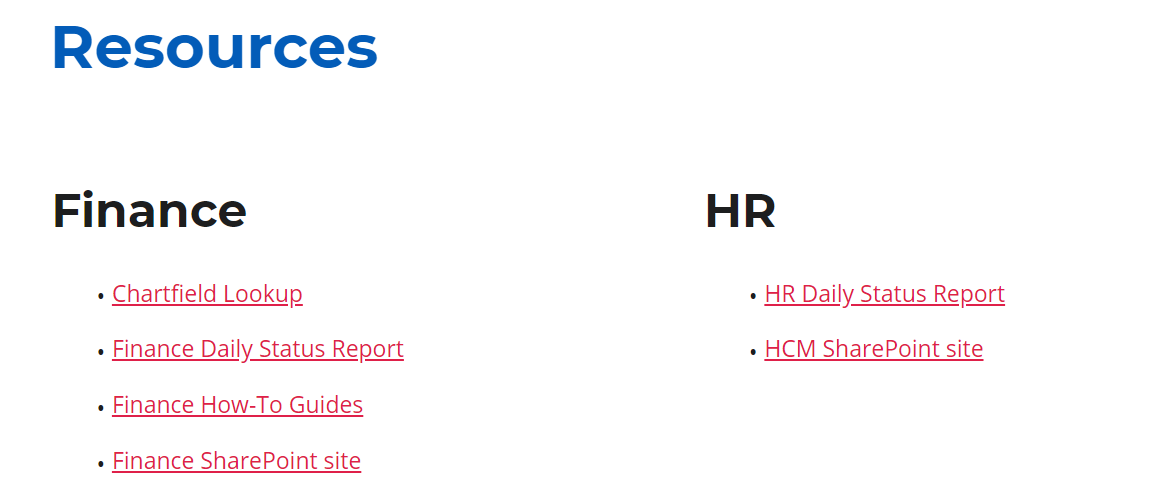 Resources
Finance
• Chartfield Lookup
• Finance Daily Status Report
• Finance How-To Guides
• Finance SharePoint site
HR
• HR Daily Status Report
• HCM SharePoint site